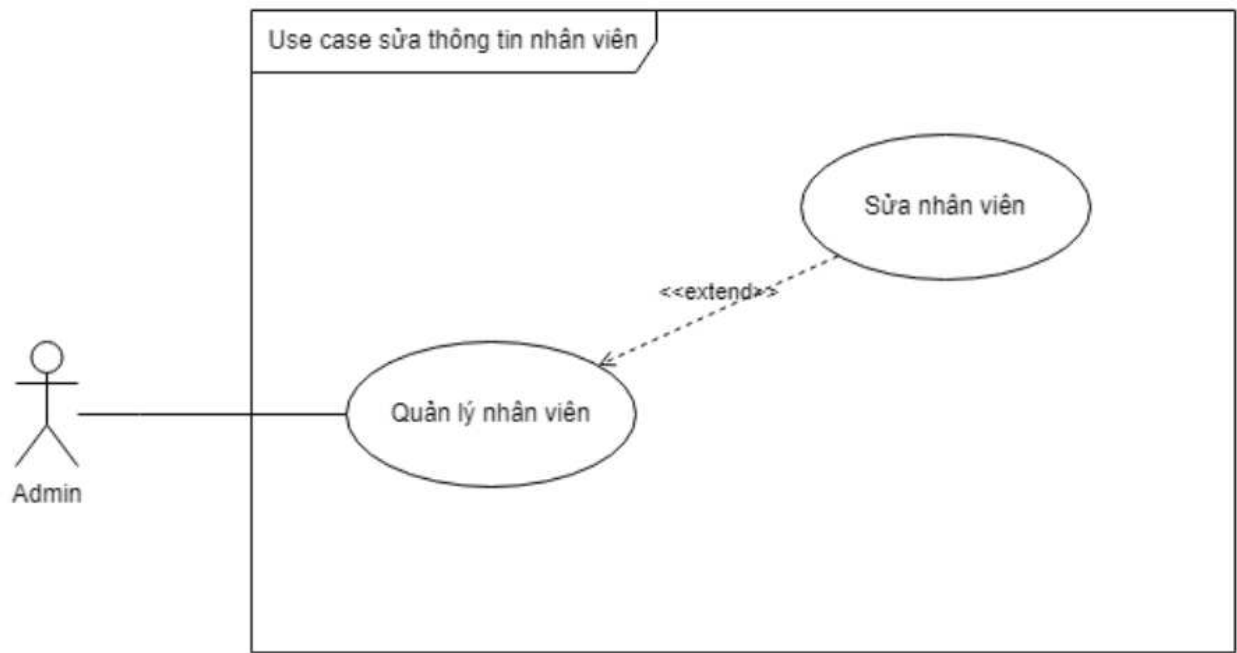 Use case sửa thông tin nhân viên
Sửa nhân viên
<<extend>>
Quản lý nhân viên
Admin